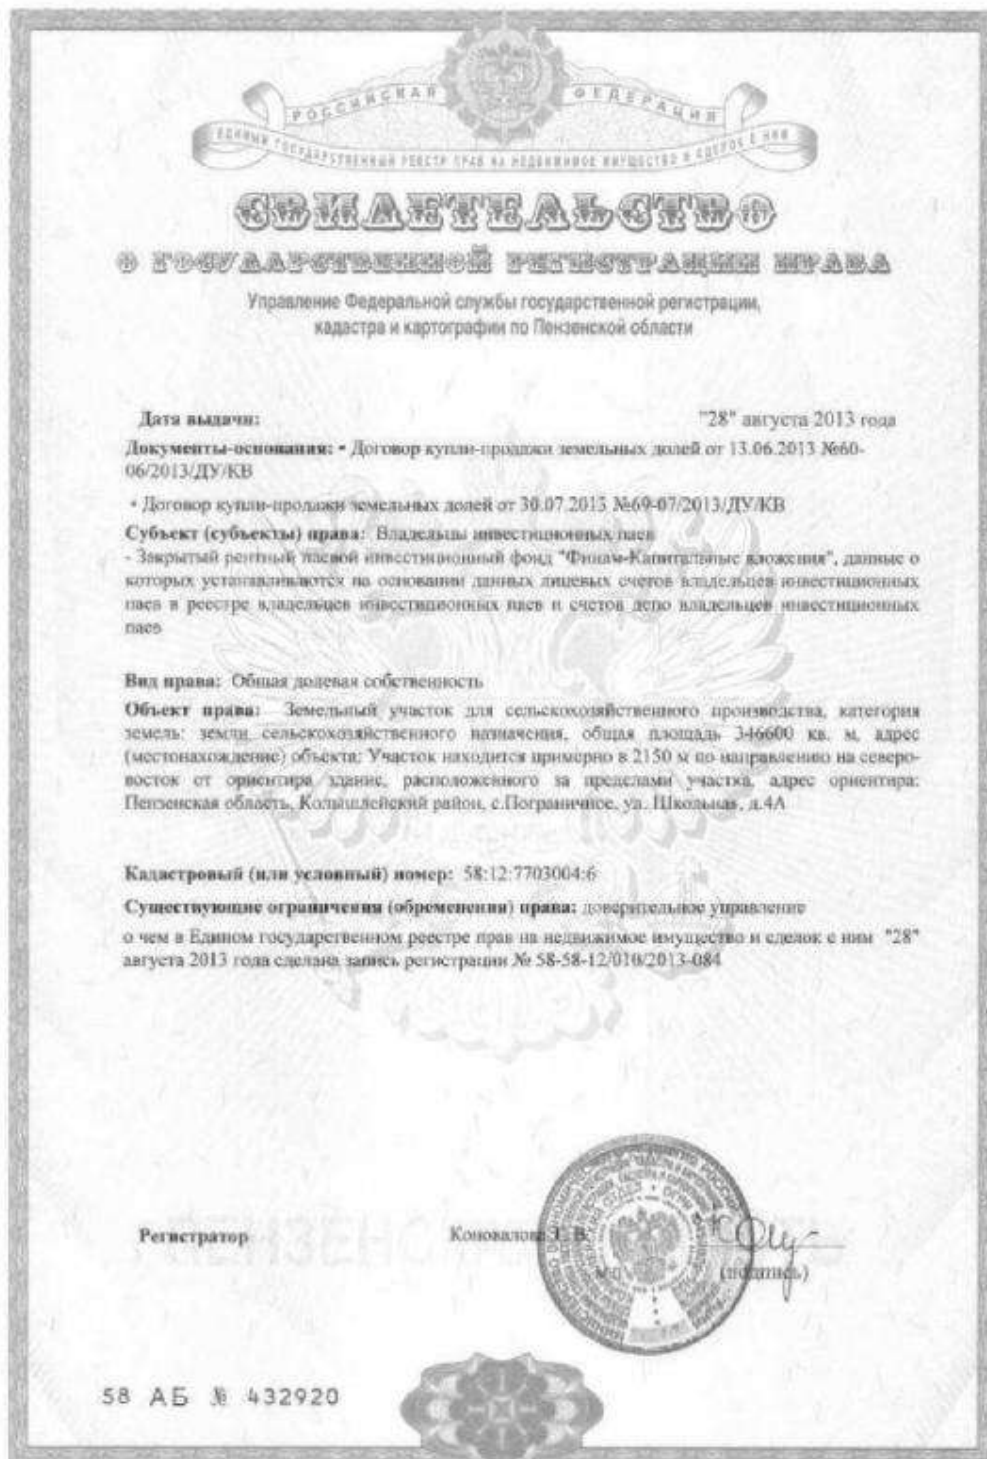 РОССИЙСКАЯ ФЕДЕРАЦИЯ
ЕДИНЫЙ ГОСУДАРСТВЕННЫЙ РЕЕСТР ПРАВ НА НЕДВИЖИМОЕ ИМУЩЕСТВО И СДЕЛОК С НИМ
СВИДЕТЕЛЬСТВО
О ГОСУДАРСТВЕННОЙ РЕГИСТРАЦИИ ПРАВА
Управление Федеральной службы государственной регистрации,
кадастра и картографии по Пензенской области
Дата выдачи: "28" августа 2013 года
Документы-основания: • Договор купли-продажи земельных долей от 13.06.2013 №60-
06/2013/ДУ/КВ
• Договор купли-продажи земельных долей от 30.07.2013 №69-07/2013/ДУ/КВ
Субъект (субъекты) права: Владельцы инвестиционных паев
- Закрытый рентный паевой инвестиционный фонд "Финам-Капитальные вложения", данные о
которых устанавливаются на основании данных лицевых счетов владельцев инвестиционных
паев в реестре владельцев инвестиционных паев и счетов депо владельцев инвестиционных
паев
Вид права: Общая долевая собственность
Объект права: Земельный участок для сельскохозяйственного производства, категория
земель: земли сельскохозяйственного назначения, общая площадь 346600 кв. м, адрес
(местонахождение) объекта: Участок находится примерно в 2150 м по направлению на северо-
восток от ориентира здание, расположенного за пределами участка, адрес ориентира:
Пензенская область, Колышлейский район, с.Пограничное, ул. Школьная, д.4А
Кадастровый (или условный) номер: 58:12:7703004:6
Существующие ограничения (обременения) права: доверительное управление
о чем в Едином государственном реестре прав на недвижимое имущество и сделок с ним "28"
августа 2013 года сделана запись регистрации № 58-58-12/010/2013-084
Регистратор Коновалова В.
м.п. (подпись)
58 АБ № 432920